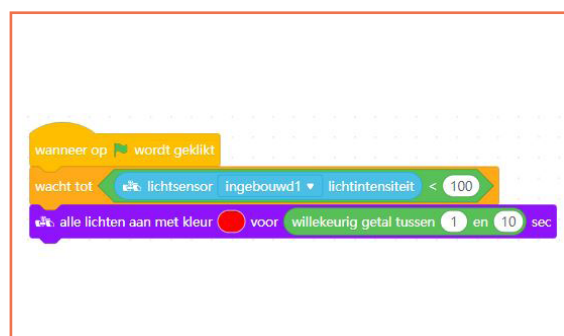 wanneer op wordt geklikt
wacht tot lichtsensor ingebouwd1 lichtintensiteit < 100
alle lichten aan met kleur voor willekeurig getal tussen 1 en 10 sec